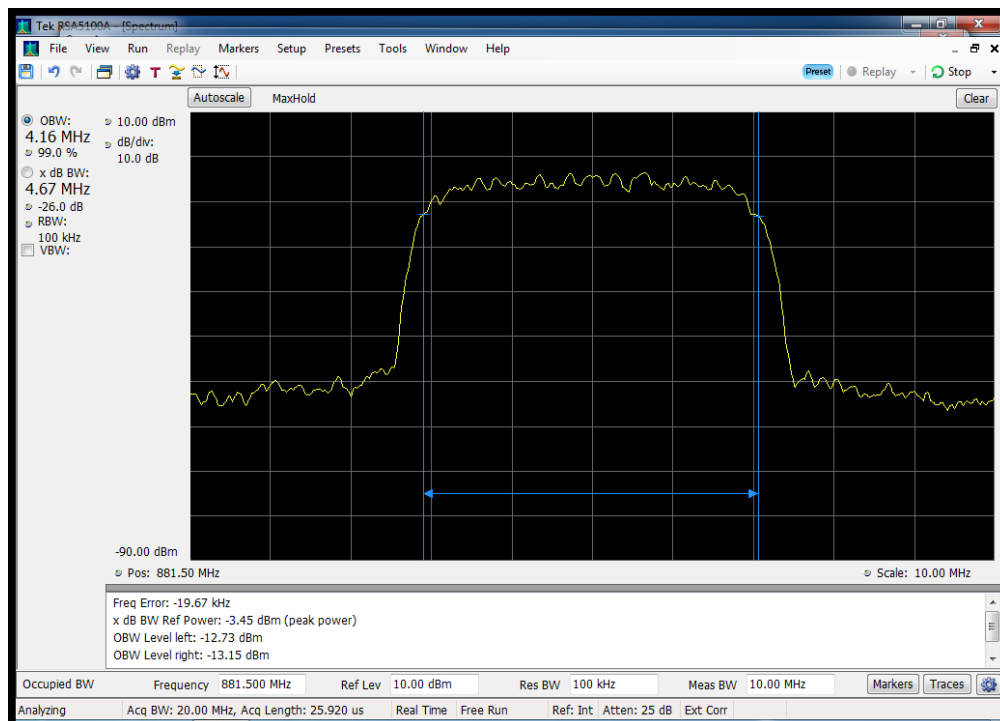 Tek RSA5100A - [Spectrum]
File View Run Replay Markers Setup Presets Tools Window Help
T Preset Replay Stop
Autoscale MaxHold Clear
OBW:
4.16 MHz
99.0 %
x dB BW:
4.67 MHz
-26.0 dB
RBW:
100 kHz
VBW:
10.00 dBm
dB/div:
10.0 dB
-90.00 dBm
Pos: 881.50 MHz Scale: 10.00 MHz
Freq Error: -19.67 kHz
x dB BW Ref Power: -3.45 dBm (peak power)
OBW Level left: -12.73 dBm
OBW Level right: -13.15 dBm
Occupied BW Frequency 881.500 MHz Ref Lev 10.00 dBm Res BW 100 kHz Meas BW 10.00 MHz Markers Traces
Analyzing Acq BW: 20.00 MHz, Acq Length: 25.920 us Real Time Free Run Ref: Int Atten: 25 dB Ext Corr